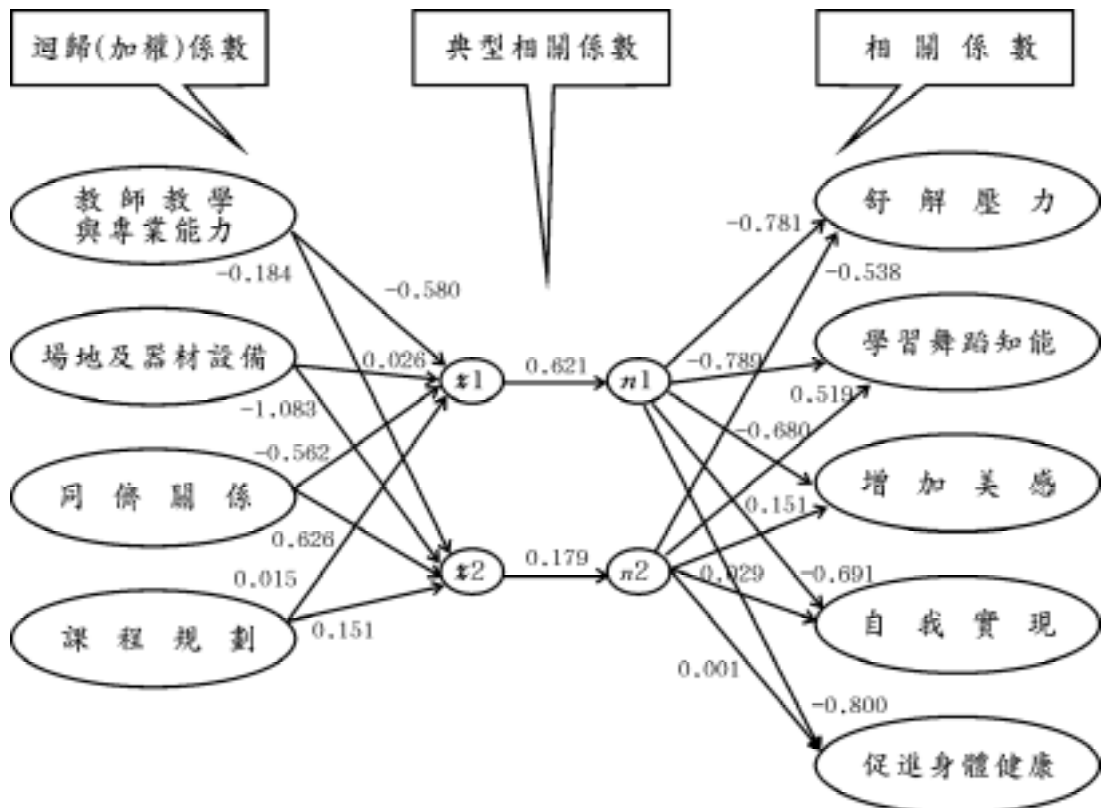 迴歸(加權)係數
典型相關係數
相關係數
教師教學
與專業能力
舒解壓力
-0.781
-0.184
-0.538
-0.580
場地及器材設備
學習舞蹈知能
0.026
χ1
0.621
η1
-0.789
0.519
-1.083
-0.680
-0.562
同儕關係
增加美感
0.151
0.626
χ2
0.179
η2
0.029
-0.691
0.015
0.151
課程規劃
自我實現
0.001
-0.800
促進身體健康